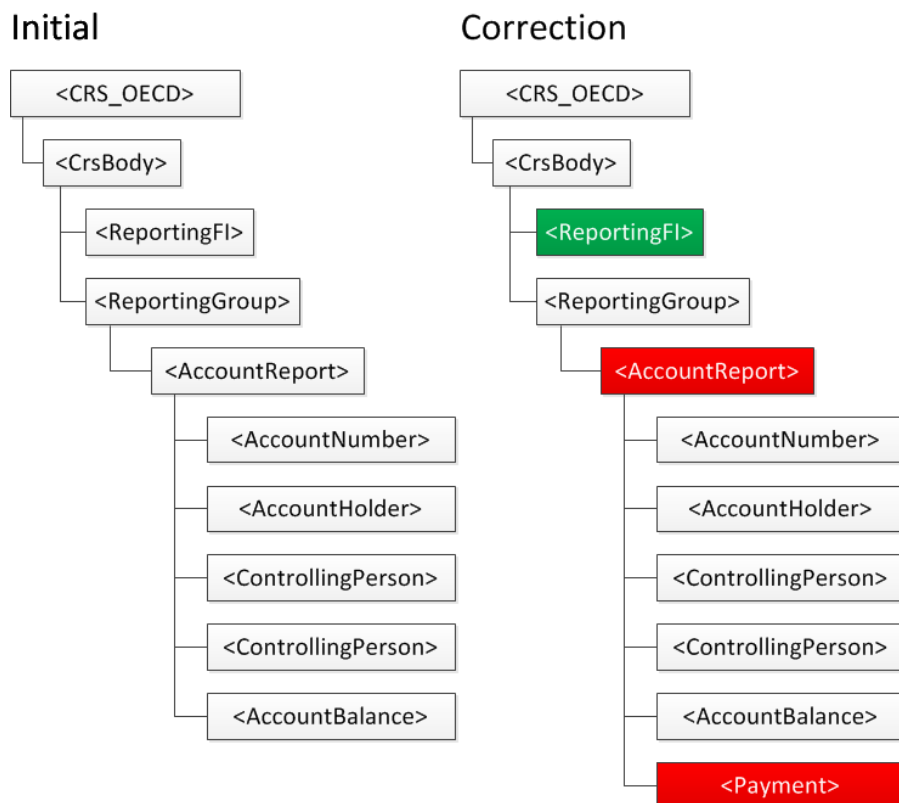 Initial
<CRS_OECD>
<CrsBody>
<ReportingFI>
<ReportingGroup>
<AccountReport>
<AccountNumber>
<AccountHolder>
<ControllingPerson>
<ControllingPerson>
<AccountBalance>
Correction
<CRS_OECD>
<CrsBody>
<ReportingFI>
<ReportingGroup>
<AccountReport>
<AccountNumber>
<AccountHolder>
<ControllingPerson>
<ControllingPerson>
<AccountBalance>
<Payment>